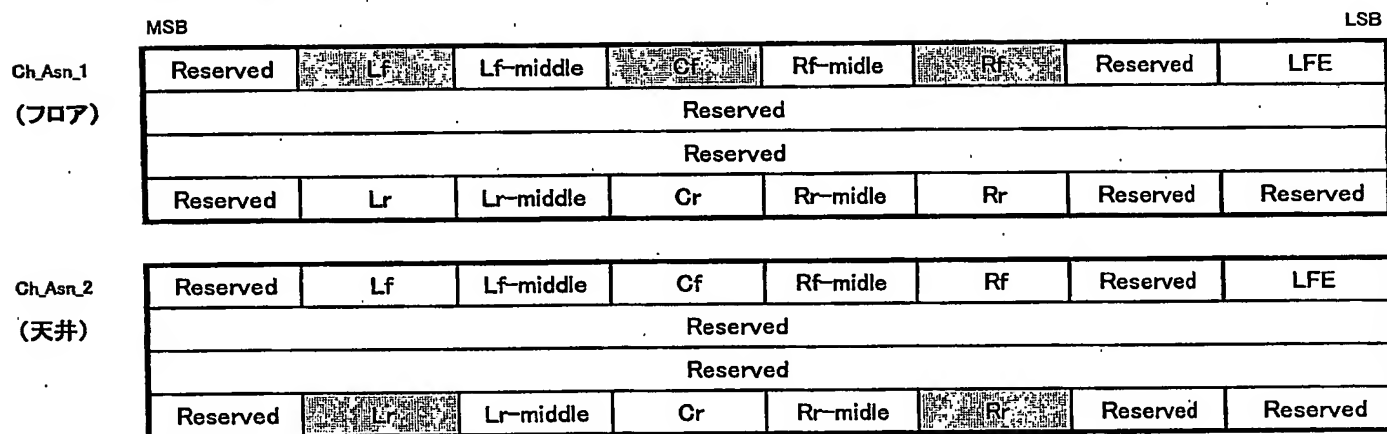 MSB LSB
Ch_Asn_1 Reserved Lf Lf-middle Cf Rf-midle Rf Reserved LFE
(フロア) Reserved
Reserved
Reserved Lr Lr-middle Cr Rr-midle Rr Reserved Reserved
Ch_Asn_2 Reserved Lf Lf-middle Cf Rf-midle Rf Reserved LFE
(天井) Reserved
Reserved
Reserved Lr Lr-middle Cr Rr-midle Rr Reserved Reserved